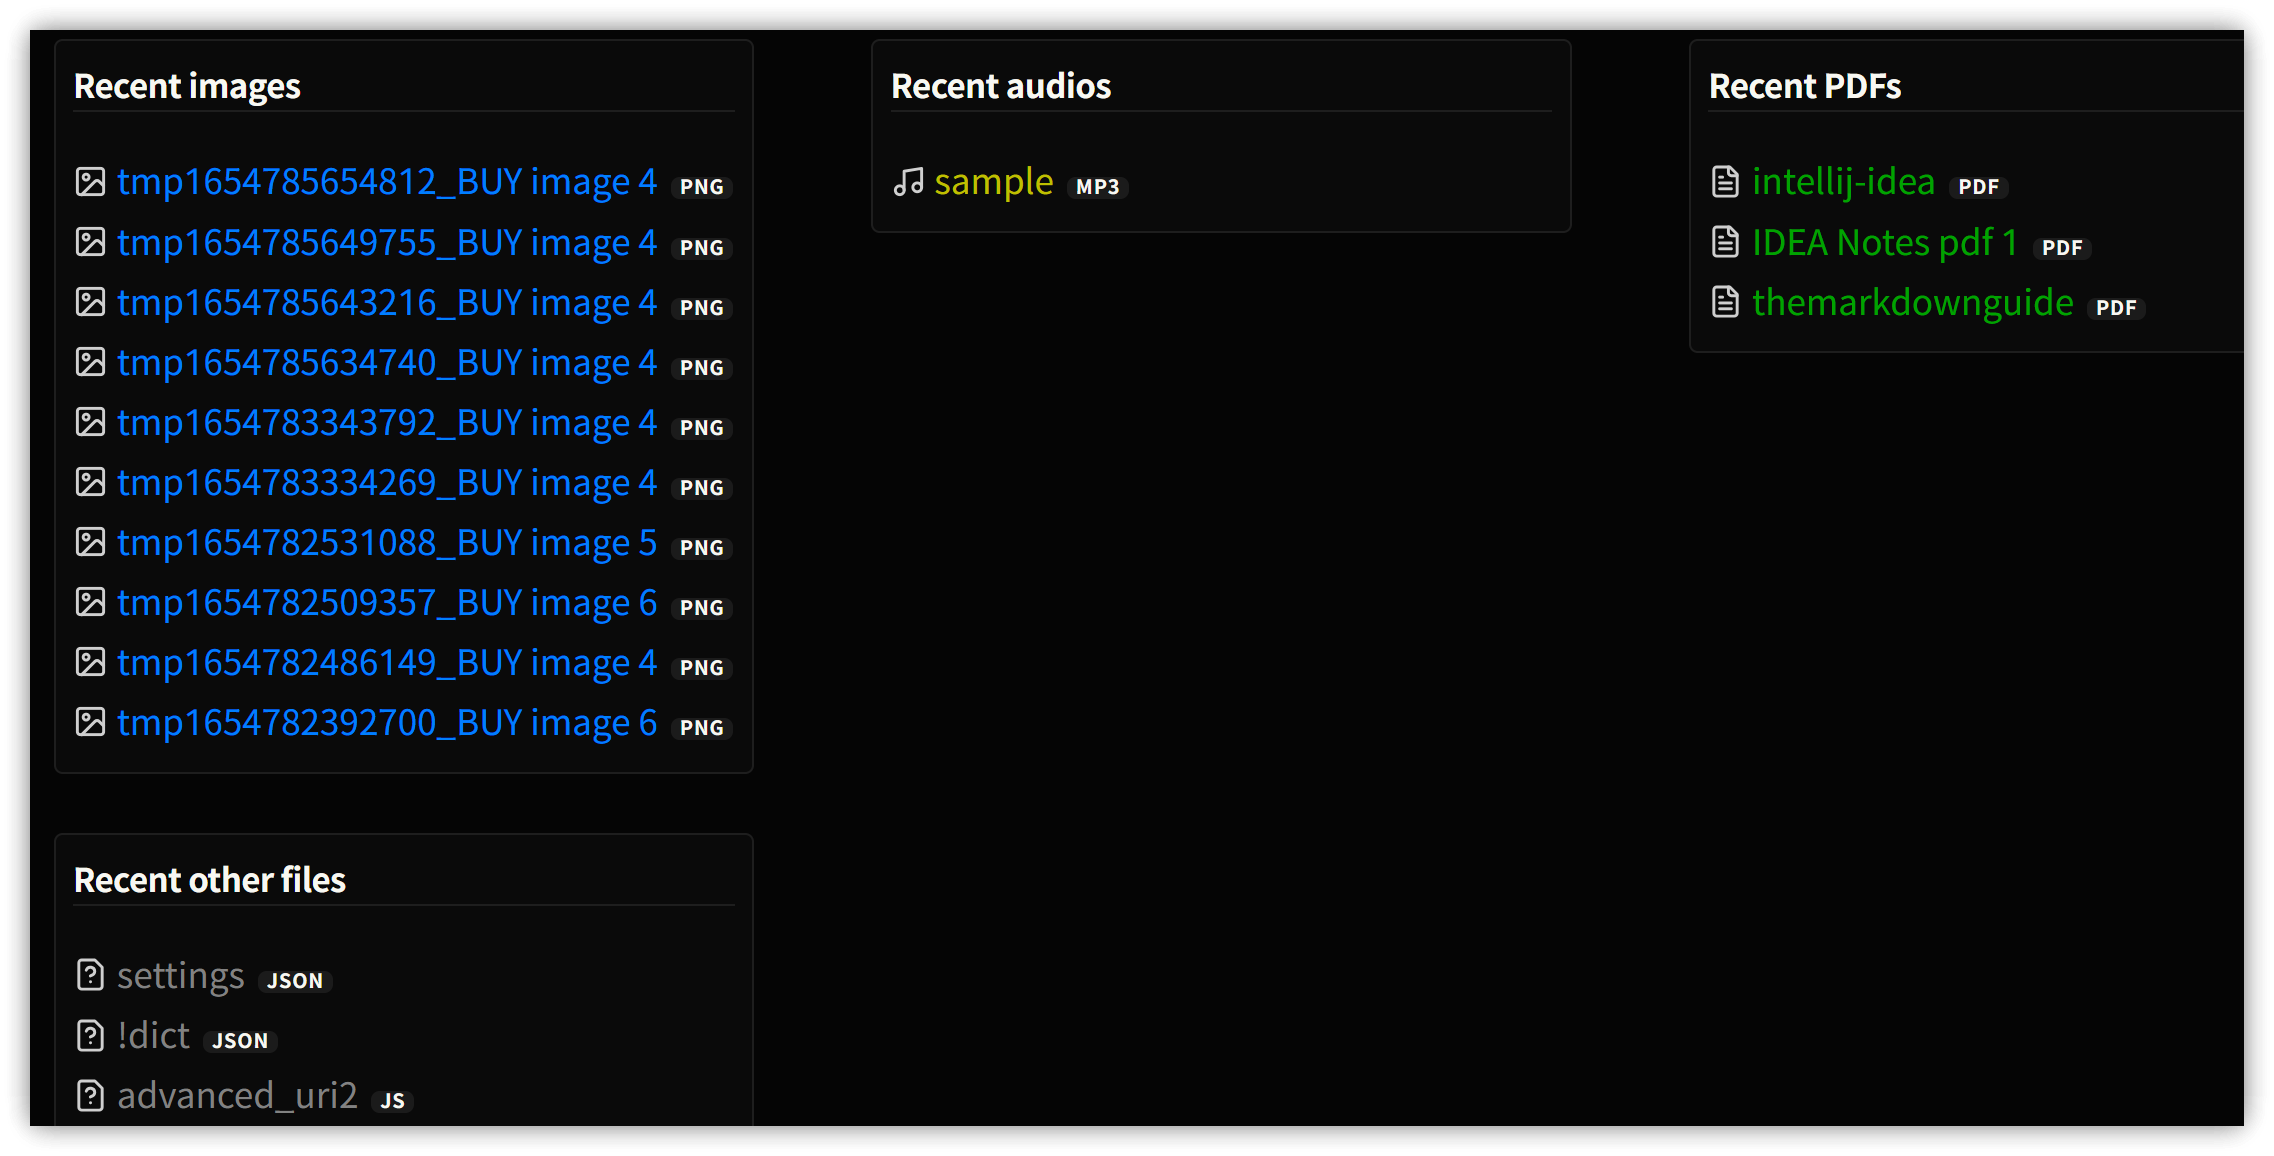 Recent images
tmp1654785654812_BUY image 4 PNG
tmp1654785649755_BUY image 4 PNG
tmp1654785643216_BUY image 4 PNG
tmp1654785634740_BUY image 4 PNG
tmp1654783343792_BUY image 4 PNG
tmp1654783334269_BUY image 4 PNG
tmp1654782531088_BUY image 5 PNG
tmp1654782509357_BUY image 6 PNG
tmp1654782486149_BUY image 4 PNG
tmp1654782392700_BUY image 6 PNG
Recent audios
sample MP3
Recent PDFs
intellij-idea PDF
IDEA Notes pdf 1 PDF
themarkdownguide PDF
Recent other files
settings JSON
!dict JSON
advanced_uri2 JS